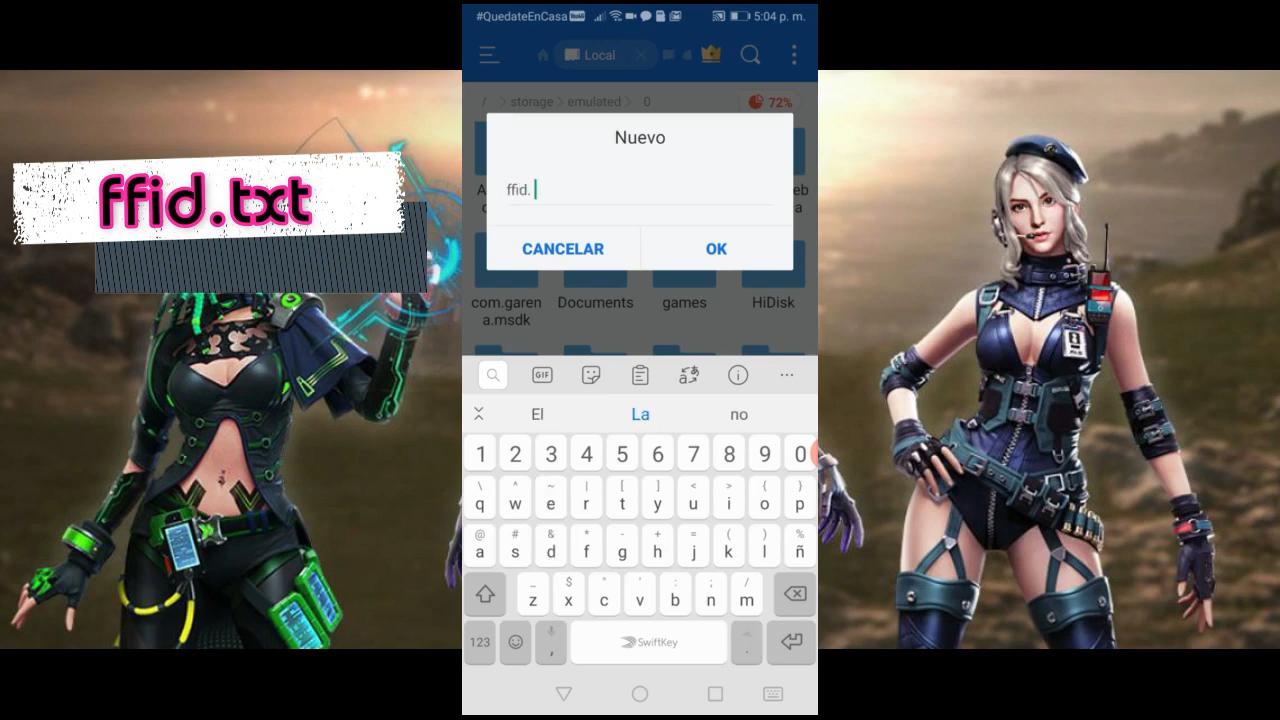 #QuedateEnCasa 5:04 p. m.
Local
/ storage emulated 0 72%
Nuevo
ffid.
CANCELAR OK
ffid.txt
com.garen
a.msdk
Documents
games
HiDisk
GIF
El La no
1 2 3 4 5 6 7 8 9 0
\ ^ ~ | [ ] < > { }
q w e r t y u i o p
@ # & * - + = ( ) %
a s d f g h j k l ñ
_ $ " ' : ; /
z x c v b n m
123 , SwiftKey .